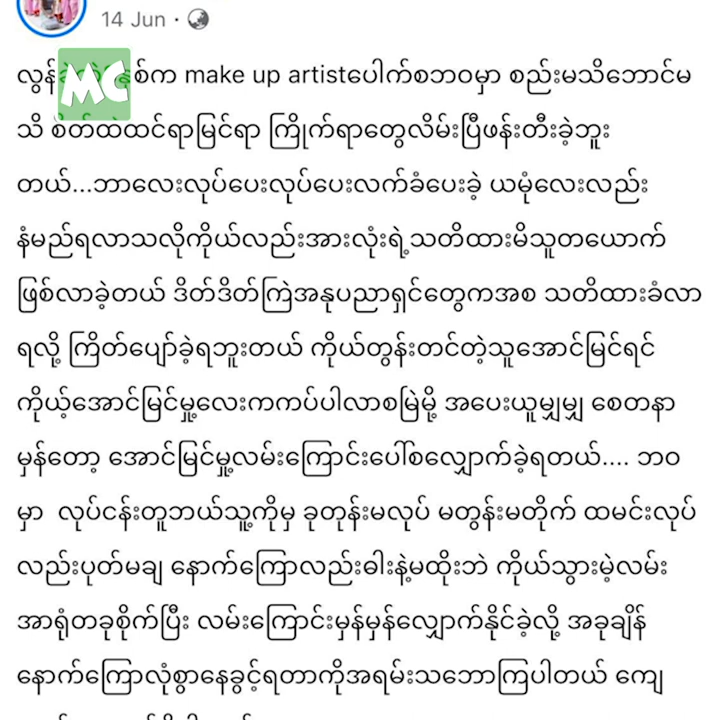 14 Jun ·
MC
လွန် နှစ်က make up artistပေါက်စဘဝမှာ စည်းမသိဘောင်မ
သိ စိတ်ထဲထင်ရာမြင်ရာ ကြိုက်ရာတွေလိမ်းပြီဖန်းတီးခဲ့ဘူး
တယ်...ဘာလေးလုပ်ပေးလုပ်ပေးလက်ခံပေးခဲ့ ယမုံလေးလည်း
နံမည်ရလာသလိုကိုယ်လည်းအားလုံးရဲ့သတိထားမိသူတယောက်
ဖြစ်လာခဲ့တယ် ဒိတ်ဒိတ်ကြဲအနုပညာရှင်တွေကအစ သတိထားခံလာ
ရလို့ ကြိတ်ပျော်ခဲ့ရဘူးတယ် ကိုယ်တွန်းတင်တဲ့သူအောင်မြင်ရင်
ကိုယ့်အောင်မြင်မှု့လေးကကပ်ပါလာစမြဲမို့ အပေးယူမျှမျှ စေတနာ
မှန်တော့ အောင်မြင်မှု့လမ်းကြောင်းပေါ်စလျှောက်ခဲ့ရတယ်.... ဘဝ
မှာ လုပ်ငန်းတူဘယ်သူ့ကိုမှ ခုတုန်းမလုပ် မတွန်းမတိုက် ထမင်းလုပ်
လည်းပုတ်မချ နောက်ကြောလည်းဓါးနဲ့မထိုးဘဲ ကိုယ်သွားမဲ့လမ်း
အာရုံတခုစိုက်ပြီး လမ်းကြောင်းမှန်မှန်လျှောက်နိုင်ခဲ့လို့ အခုချိန်
နောက်ကြောလုံစွာနေခွင့်ရတာကိုအရမ်းသဘောကြပါတယ် ကျေ